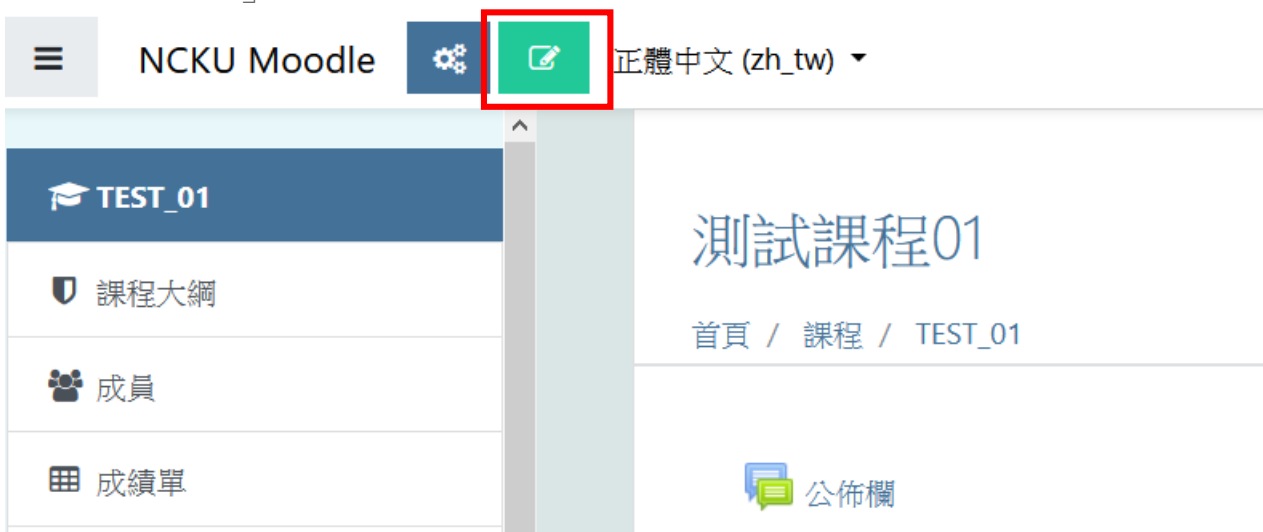 NCKU Moodle 正體中文 (zh_tw)
TEST_01
課程大綱
成員
成績單
測試課程01
首頁 / 課程 / TEST_01
公佈欄